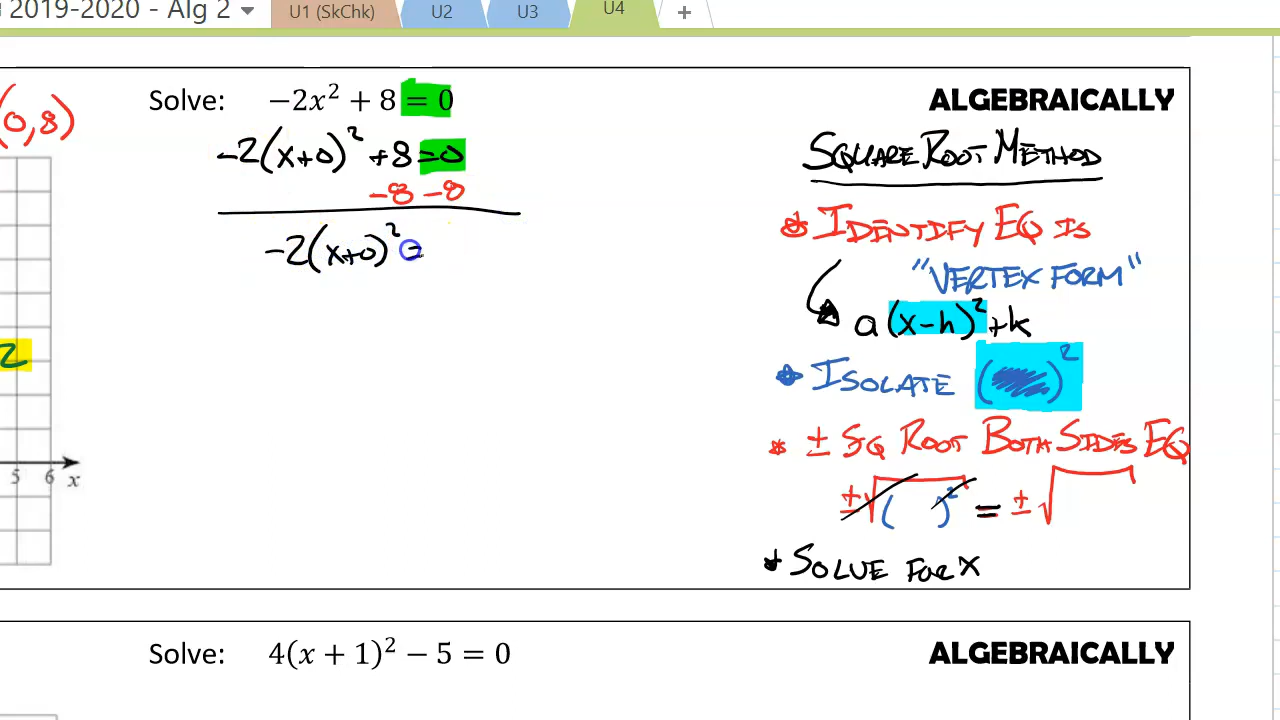 2019-2020 - Alg 2
U1 (SkChk)
U2
U3
U4
+
(0,8)
Solve: −2x² + 8 = 0
ALGEBRAICALLY
-2(x+0)² +8=0
-8 -8
-2(x+0)² =
SQUARE ROOT METHOD
* IDENTIFY EQ IS
"VERTEX FORM"
a(x-h)²+k
* ISOLATE ( )²
* ± SQ ROOT BOTH SIDES EQ
±√( )² = ±√
* SOLVE FOR X
2
5 6 x
Solve: 4(x + 1)² − 5 = 0
ALGEBRAICALLY